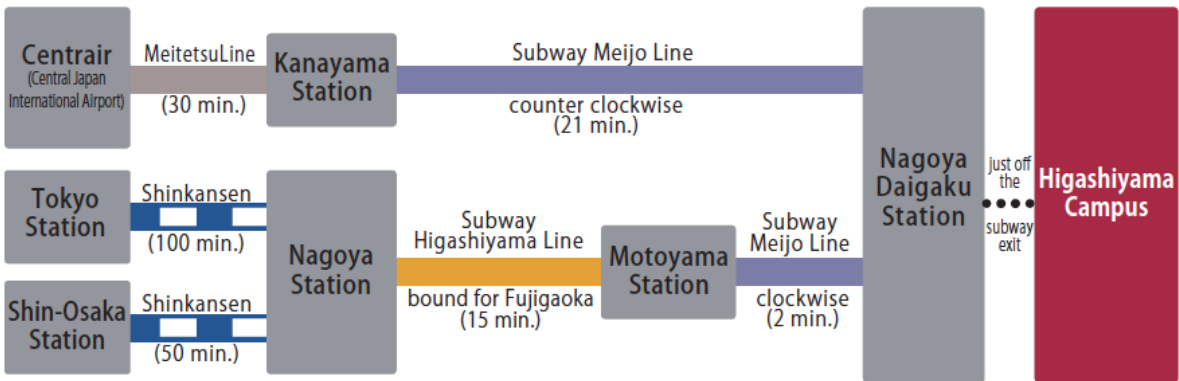 Centrair
(Central Japan
International Airport)
MeitetsuLine
(30 min.)
Kanayama
Station
Subway Meijo Line
counter clockwise
(21 min.)
Tokyo
Station
Shinkansen
(100 min.)
Shin-Osaka
Station
Shinkansen
(50 min.)
Nagoya
Station
Subway
Higashiyama Line
bound for Fujigaoka
(15 min.)
Motoyama
Station
Subway
Meijo Line
clockwise
(2 min.)
Nagoya
Daigaku
Station
just off
the
subway
exit
Higashiyama
Campus